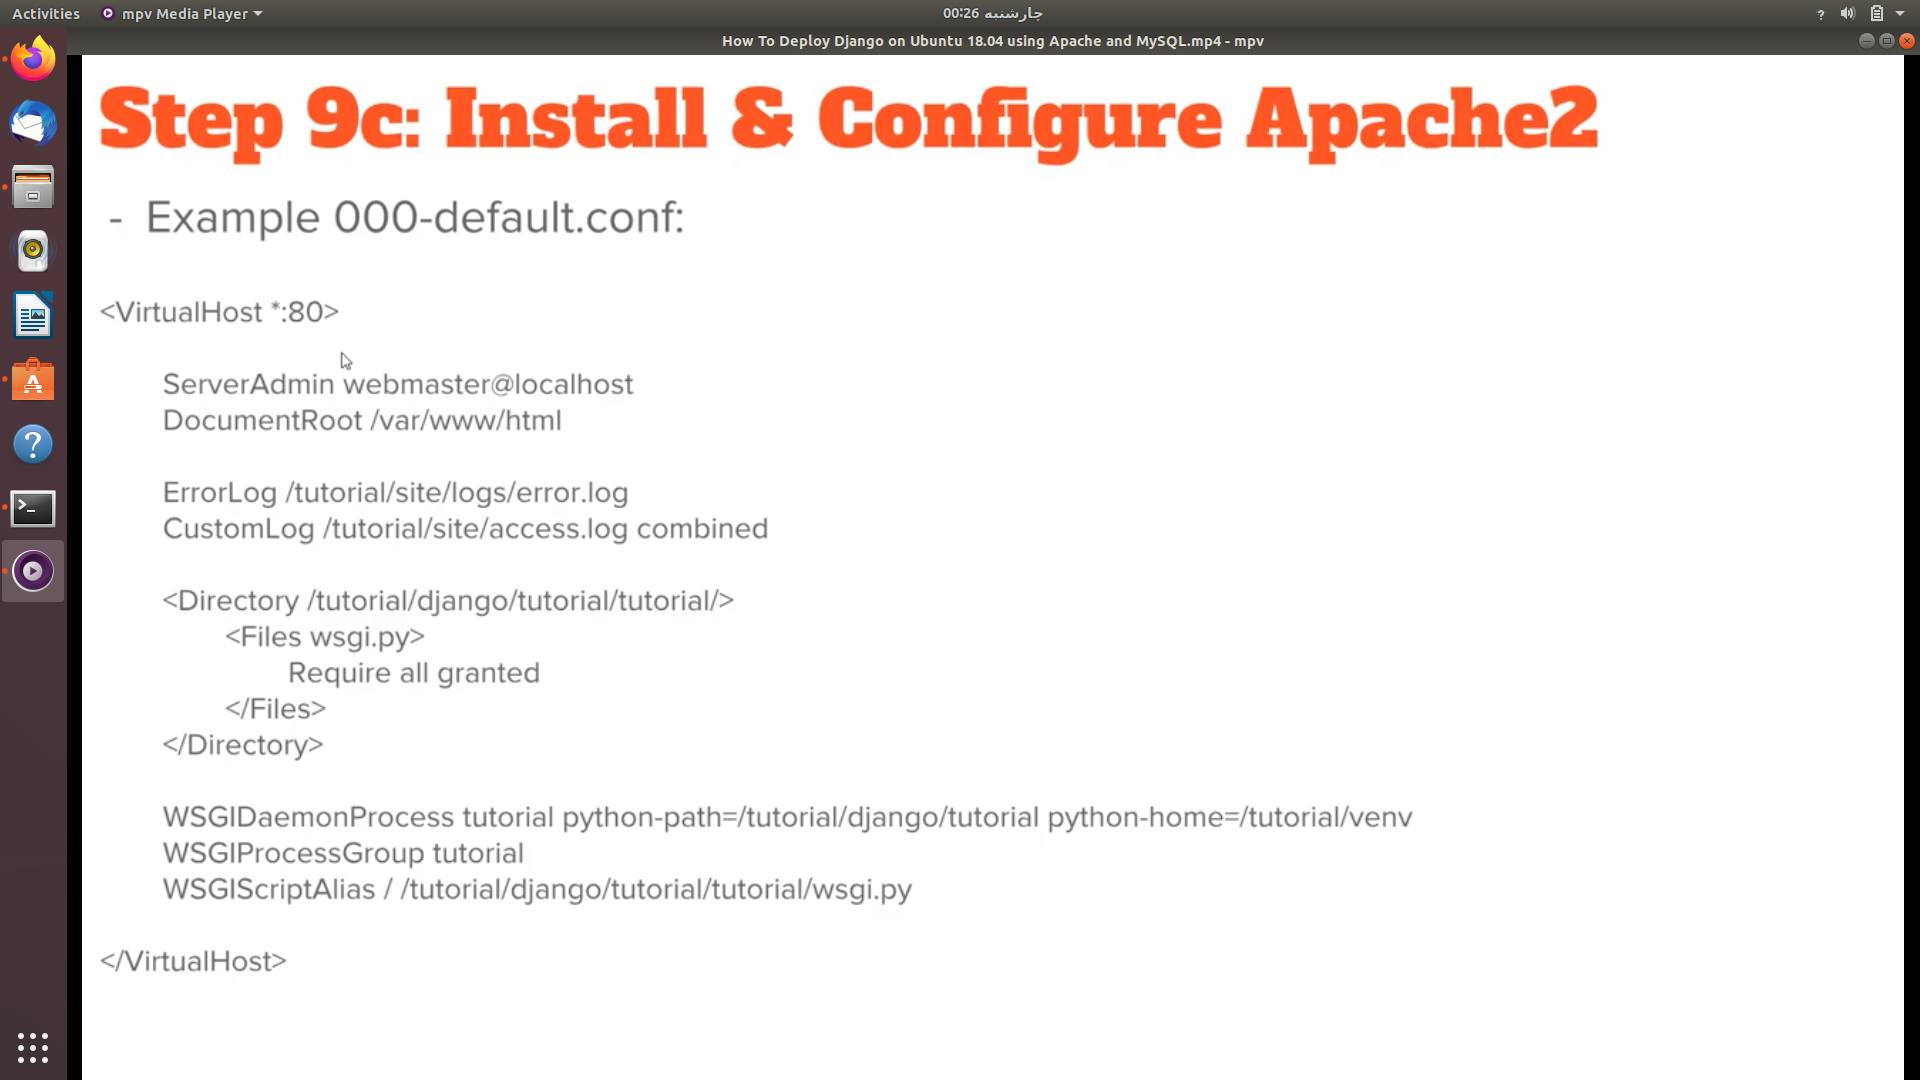 Activities
mpv Media Player
چارشنبه 00:26
?
How To Deploy Django on Ubuntu 18.04 using Apache and MySQL.mp4 - mpv
Step 9c: Install & Configure Apache2
- Example 000-default.conf:
<VirtualHost *:80>
ServerAdmin webmaster@localhost
DocumentRoot /var/www/html
ErrorLog /tutorial/site/logs/error.log
CustomLog /tutorial/site/access.log combined
<Directory /tutorial/django/tutorial/tutorial/>
<Files wsgi.py>
Require all granted
</Files>
</Directory>
WSGIDaemonProcess tutorial python-path=/tutorial/django/tutorial python-home=/tutorial/venv
WSGIProcessGroup tutorial
WSGIScriptAlias / /tutorial/django/tutorial/tutorial/wsgi.py
</VirtualHost>